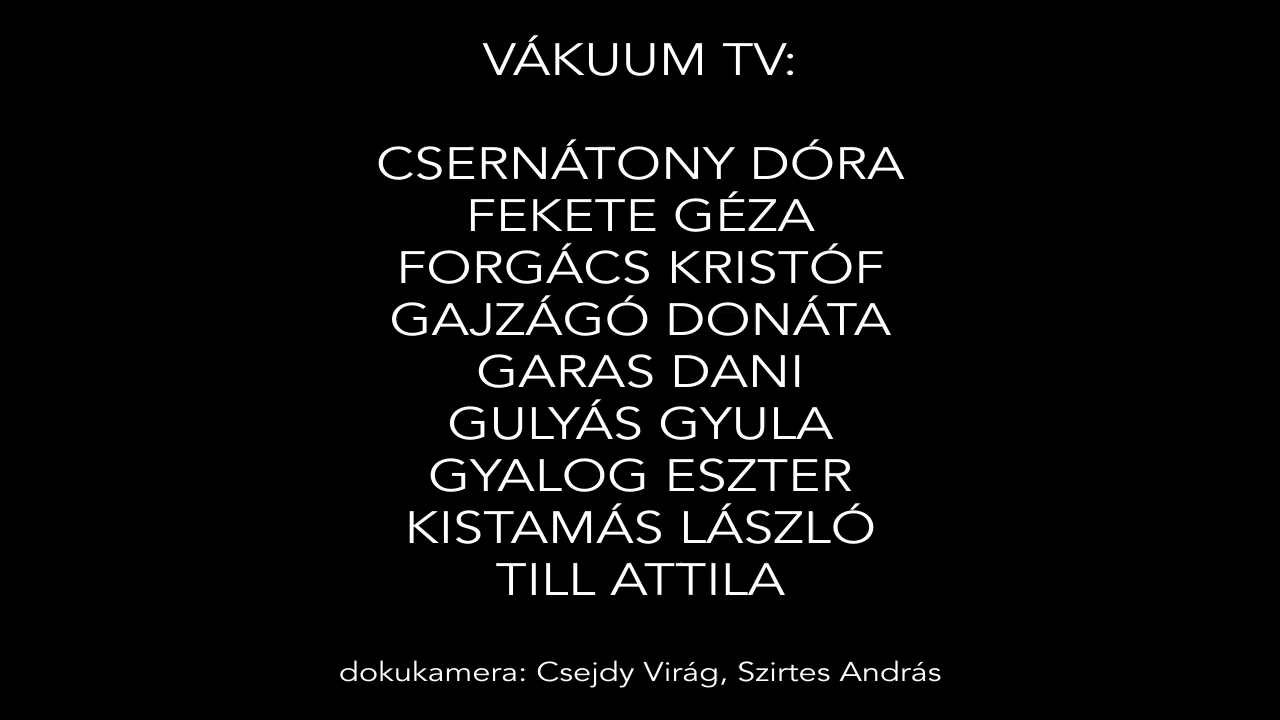 VÁKUUM TV:
CSERNÁTONY DÓRA
FEKETE GÉZA
FORGÁCS KRISTÓF
GAJZÁGÓ DONÁTA
GARAS DANI
GULYÁS GYULA
GYALOG ESZTER
KISTAMÁS LÁSZLÓ
TILL ATTILA
dokukamera: Csejdy Virág, Szirtes András